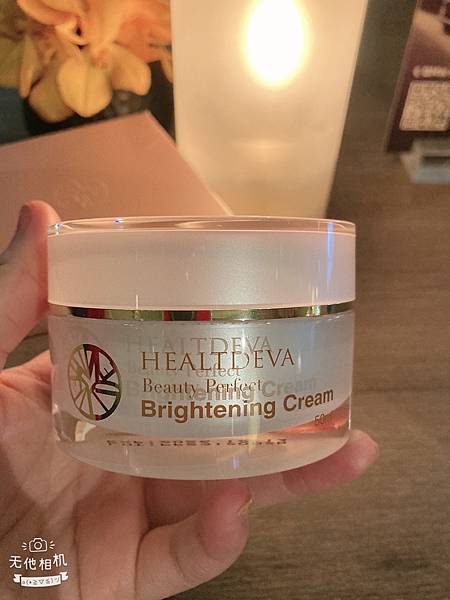 HEALTDEVA
Beauty Perfect
Brightening Cream
无他相机